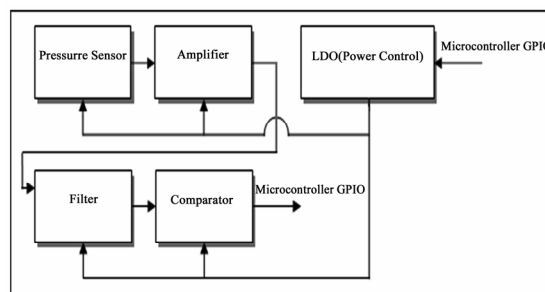 Pressurre Sensor
Amplifier
LDO(Power Control)
Microcontroller GPIO
Filter
Comparator
Microcontroller GPIO